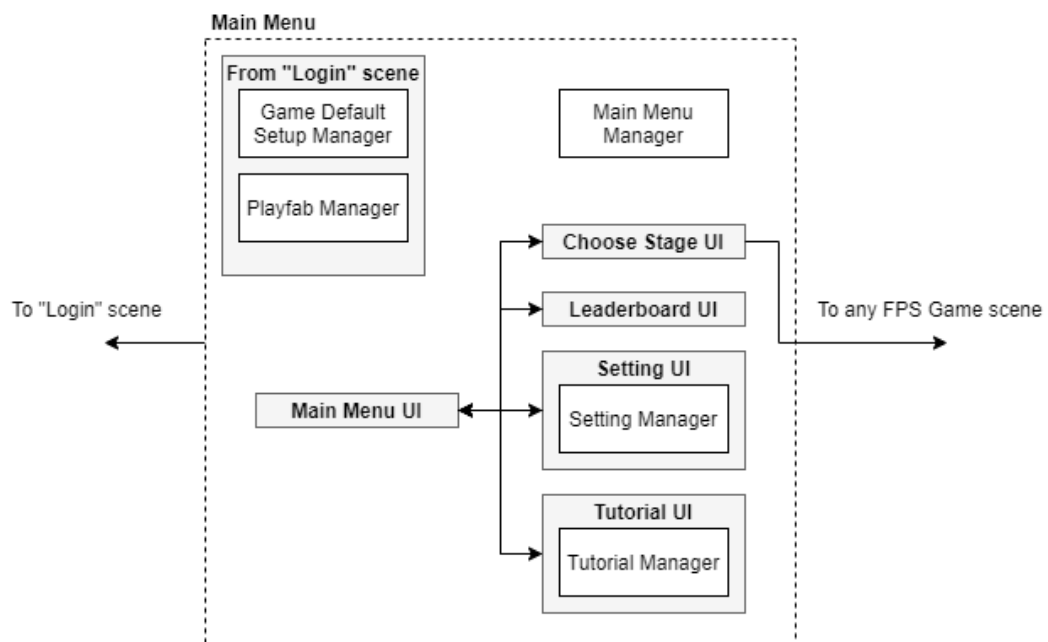 Main Menu
From "Login" scene
Game Default
Setup Manager
Playfab Manager
Main Menu
Manager
Choose Stage UI
To "Login" scene
Leaderboard UI
To any FPS Game scene
Setting UI
Main Menu UI
Setting Manager
Tutorial UI
Tutorial Manager